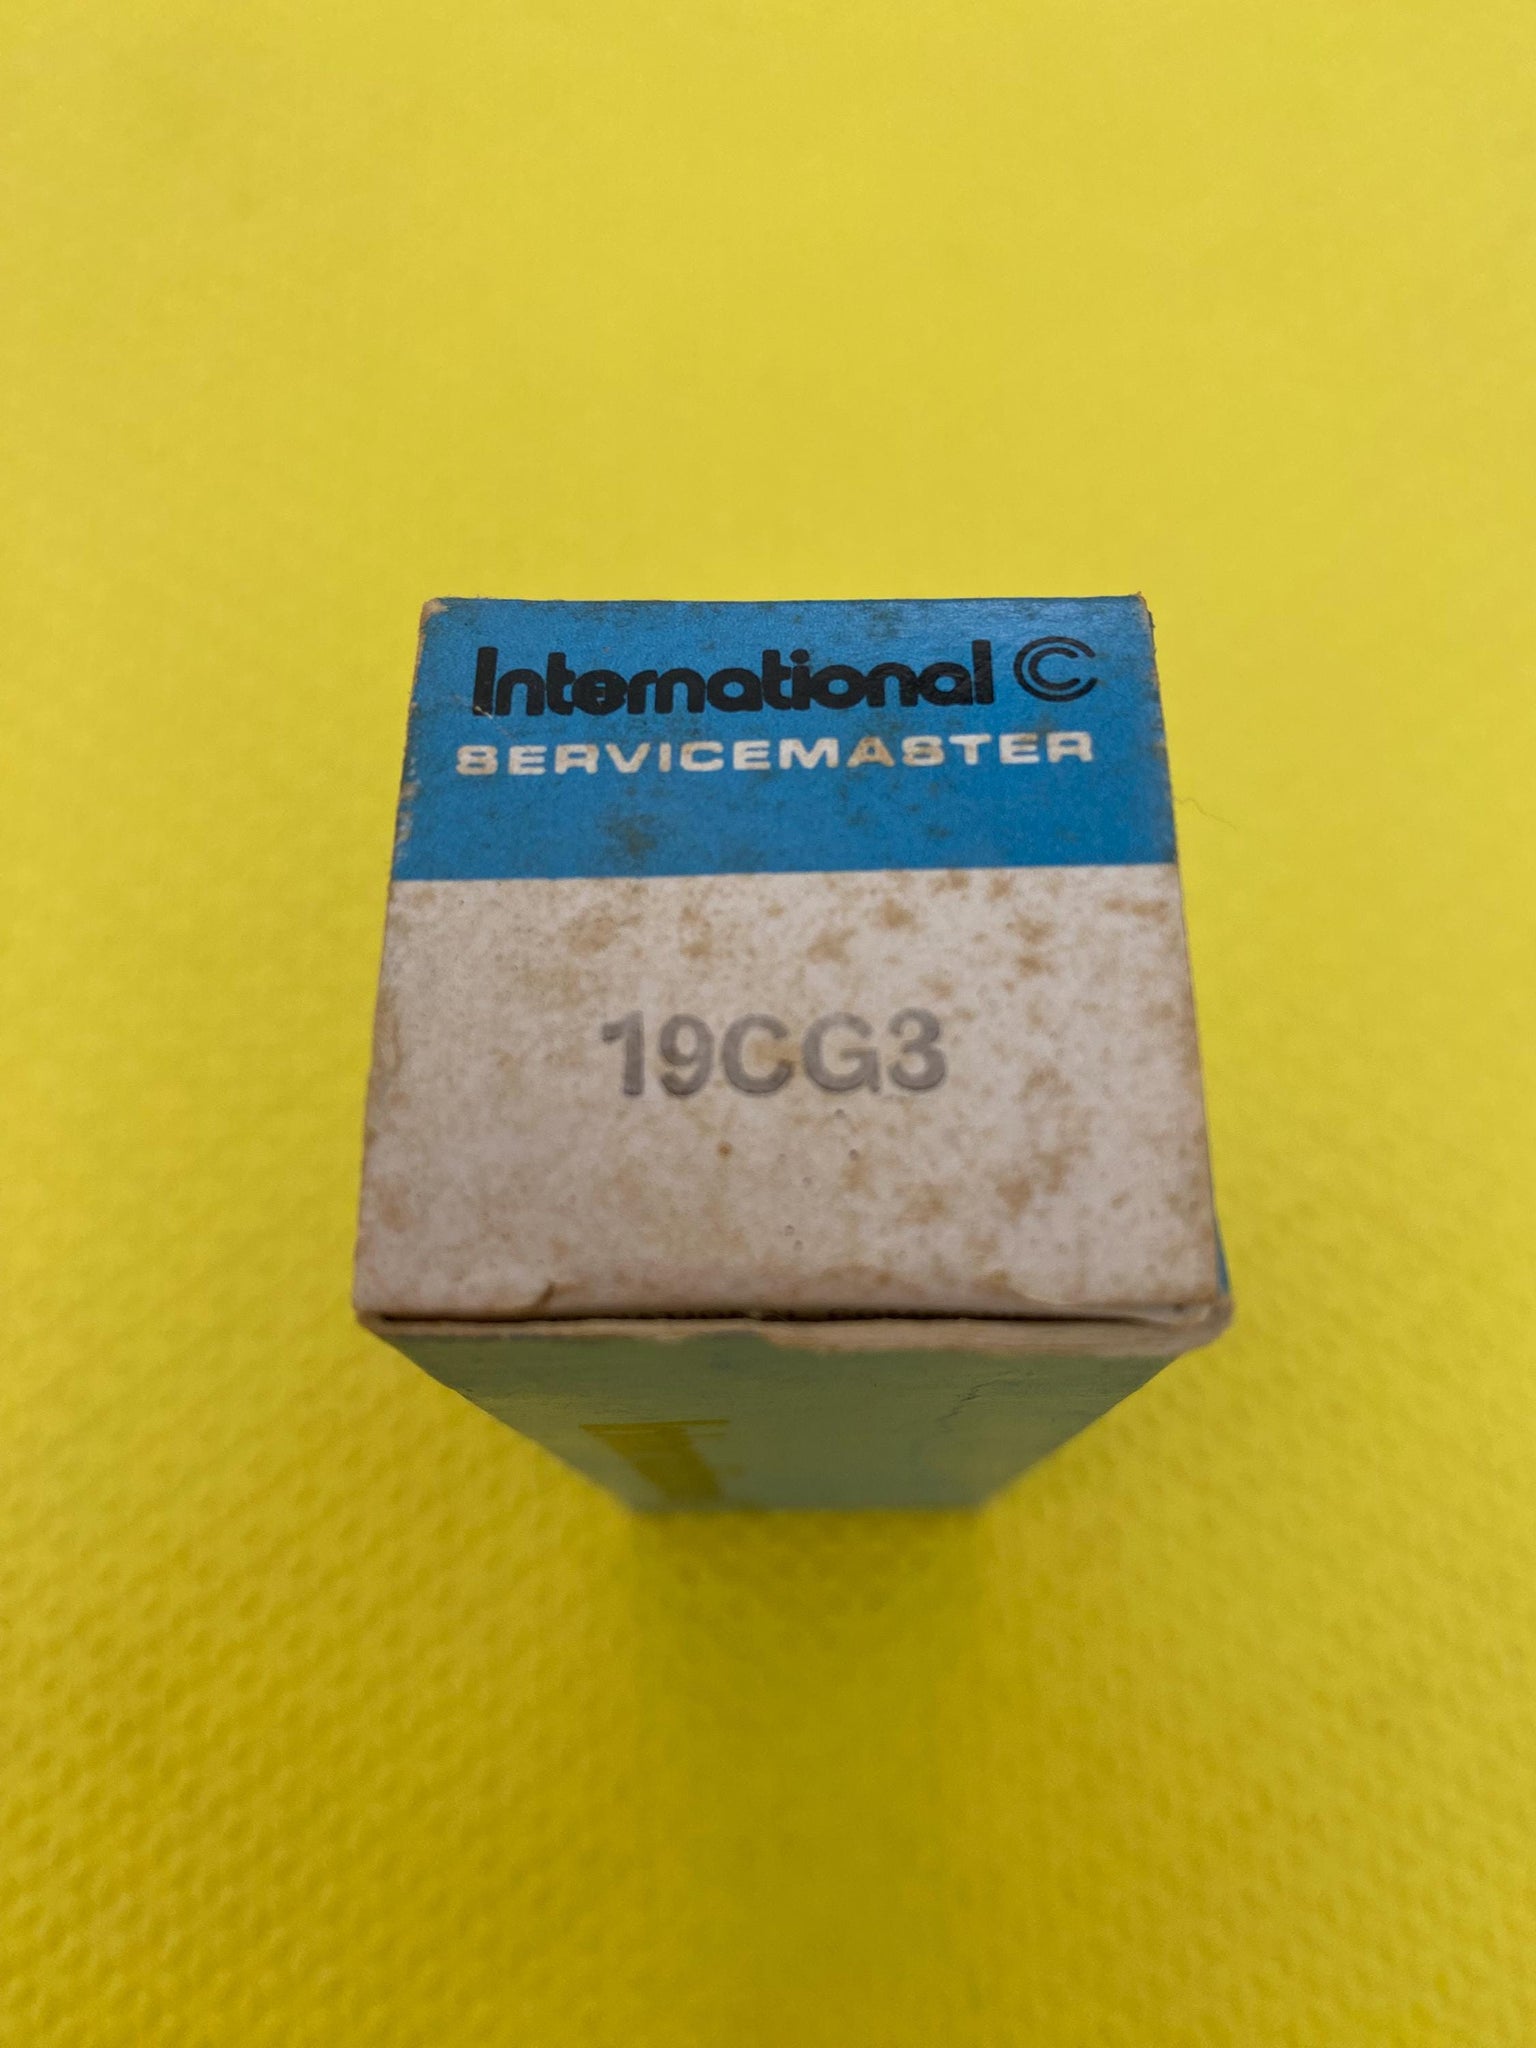 International C
SERVICEMASTER
19CG3